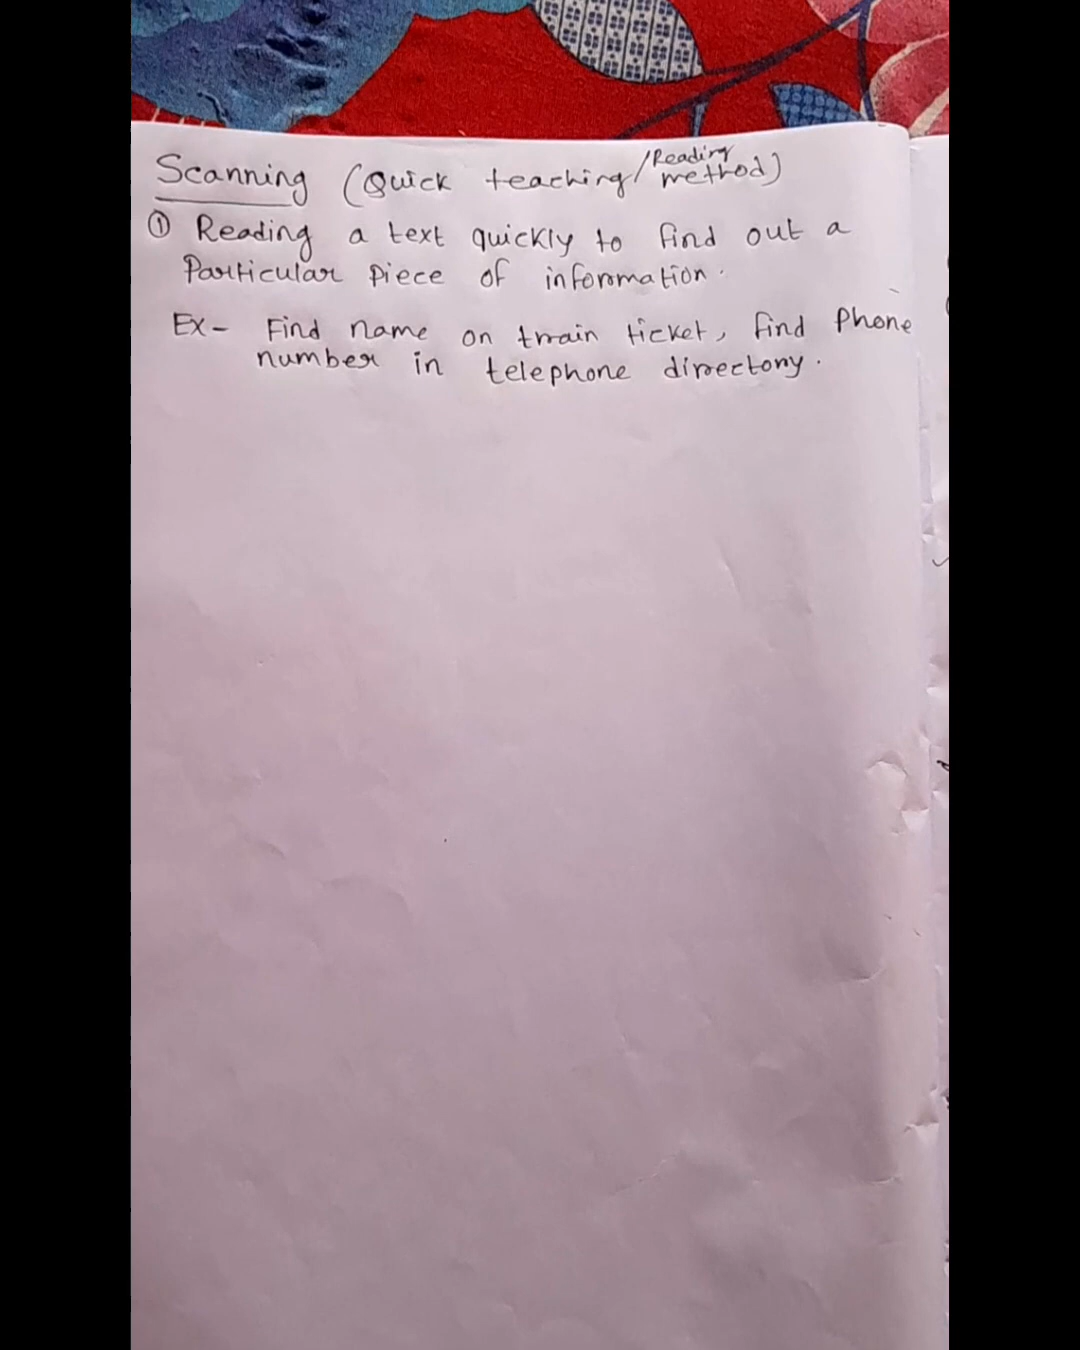 Scanning (Quick teaching/Reading method)
① Reading a text quickly to find out a
Particular Piece of information.
Ex- Find name on train ticket, find Phone
number in telephone directory.